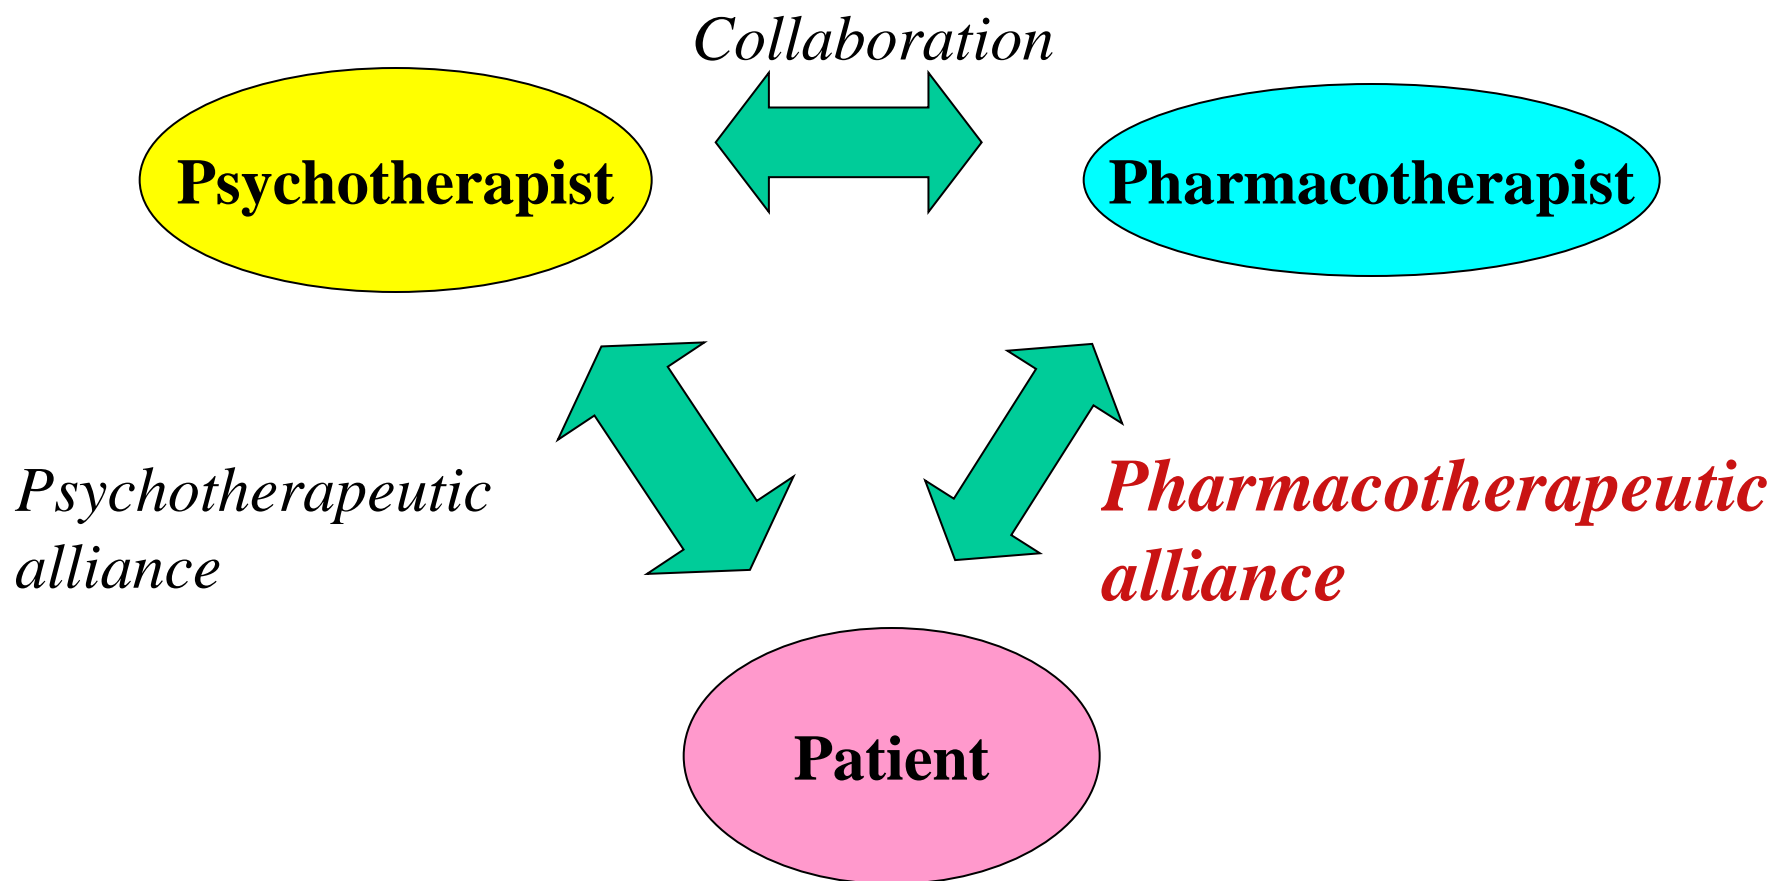 Collaboration
Psychotherapist
Pharmacotherapist
Psychotherapeutic
alliance
Pharmacotherapeutic
alliance
Patient